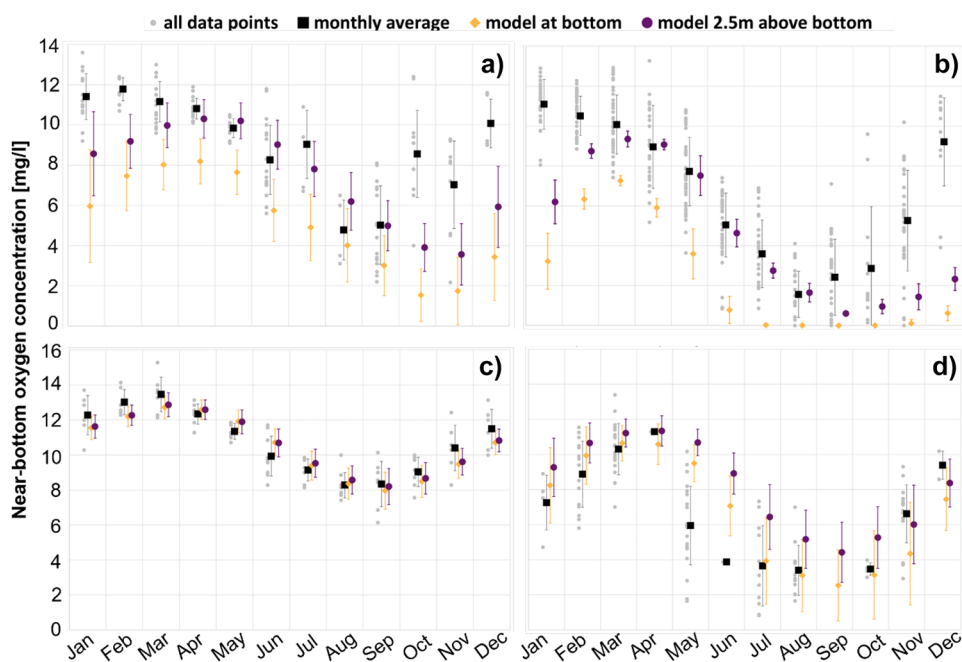 all data points monthly average model at bottom model 2.5m above bottom
Near-bottom oxygen concentration [mg/l]
14
12
10
8
6
4
2
0
a)
b)
16
14
12
10
8
6
4
2
0
c)
d)
Jan Feb Mar Apr May Jun Jul Aug Sep Oct Nov Dec
Jan Feb Mar Apr May Jun Jul Aug Sep Oct Nov Dec